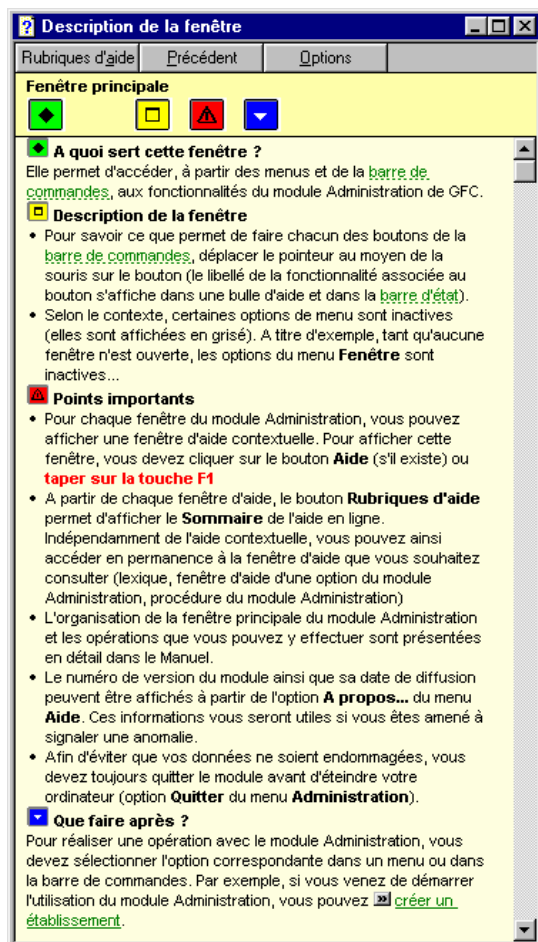 Description de la fenêtre
Rubriques d'aide Précédent Options
Fenêtre principale
A quoi sert cette fenêtre ?
Elle permet d'accéder, à partir des menus et de la barre de
commandes, aux fonctionnalités du module Administration de GFC.
Description de la fenêtre
• Pour savoir ce que permet de faire chacun des boutons de la
barre de commandes, déplacer le pointeur au moyen de la
souris sur le bouton (le libellé de la fonctionnalité associée au
bouton s'affiche dans une bulle d'aide et dans la barre d'état).
• Selon le contexte, certaines options de menu sont inactives
(elles sont affichées en grisé). A titre d'exemple, tant qu'aucune
fenêtre n'est ouverte, les options du menu Fenêtre sont
inactives...
Points importants
• Pour chaque fenêtre du module Administration, vous pouvez
afficher une fenêtre d'aide contextuelle. Pour afficher cette
fenêtre, vous devez cliquer sur le bouton Aide (s'il existe) ou
taper sur la touche F1
• A partir de chaque fenêtre d'aide, le bouton Rubriques d'aide
permet d'afficher le Sommaire de l'aide en ligne.
Indépendamment de l'aide contextuelle, vous pouvez ainsi
accéder en permanence à la fenêtre d'aide que vous souhaitez
consulter (lexique, fenêtre d'aide d'une option du module
Administration, procédure du module Administration)
• L'organisation de la fenêtre principale du module Administration
et les opérations que vous pouvez y effectuer sont présentées
en détail dans le Manuel.
• Le numéro de version du module ainsi que sa date de diffusion
peuvent être affichés à partir de l'option A propos... du menu
Aide. Ces informations vous seront utiles si vous êtes amené à
signaler une anomalie.
• Afin d'éviter que vos données ne soient endommagées, vous
devez toujours quitter le module avant d'éteindre votre
ordinateur (option Quitter du menu Administration).
Que faire après ?
Pour réaliser une opération avec le module Administration, vous
devez sélectionner l'option correspondante dans un menu ou dans
la barre de commandes. Par exemple, si vous venez de démarrer
l'utilisation du module Administration, vous pouvez » créer un
établissement.